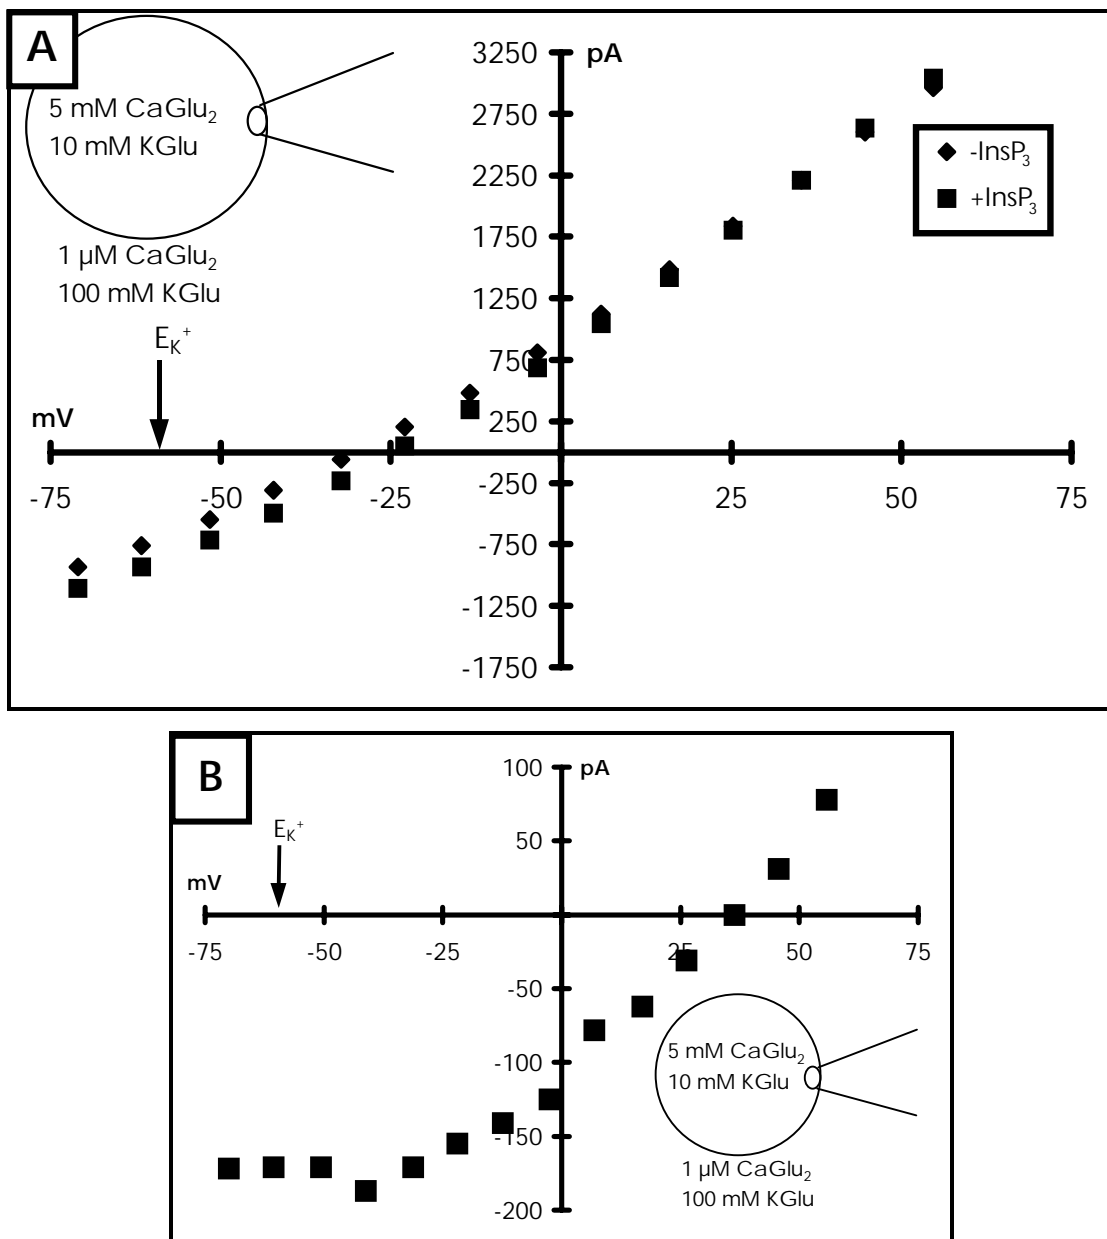 A
3250
pA
5 mM CaGlu₂
10 mM KGlu
2750
-InsP₃
2250
+InsP₃
1 µM CaGlu₂
1750
100 mM KGlu
1250
E_K⁺
750
mV
250
-75
-50
-25
-250
25
50
75
-750
-1250
-1750
B
100
pA
E_K⁺
50
mV
-75
-50
-25
25
50
75
-50
5 mM CaGlu₂
10 mM KGlu
-100
-150
1 µM CaGlu₂
100 mM KGlu
-200